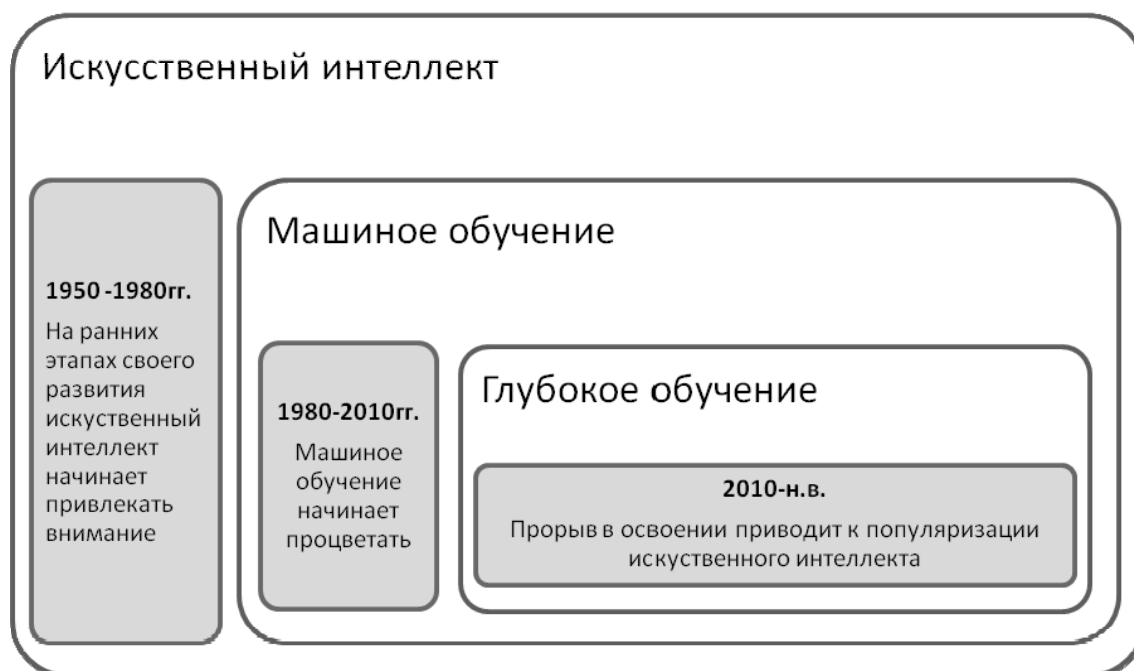 Искусственный интеллект
Машиное обучение
1950 -1980гг.
На ранних
этапах своего
развития
искуственный
интеллект
начинает
привлекать
внимание
1980-2010гг.
Машиное
обучение
начинает
процветать
Глубокое обучение
2010-н.в.
Прорыв в освоении приводит к популяризации
искуственного интеллекта